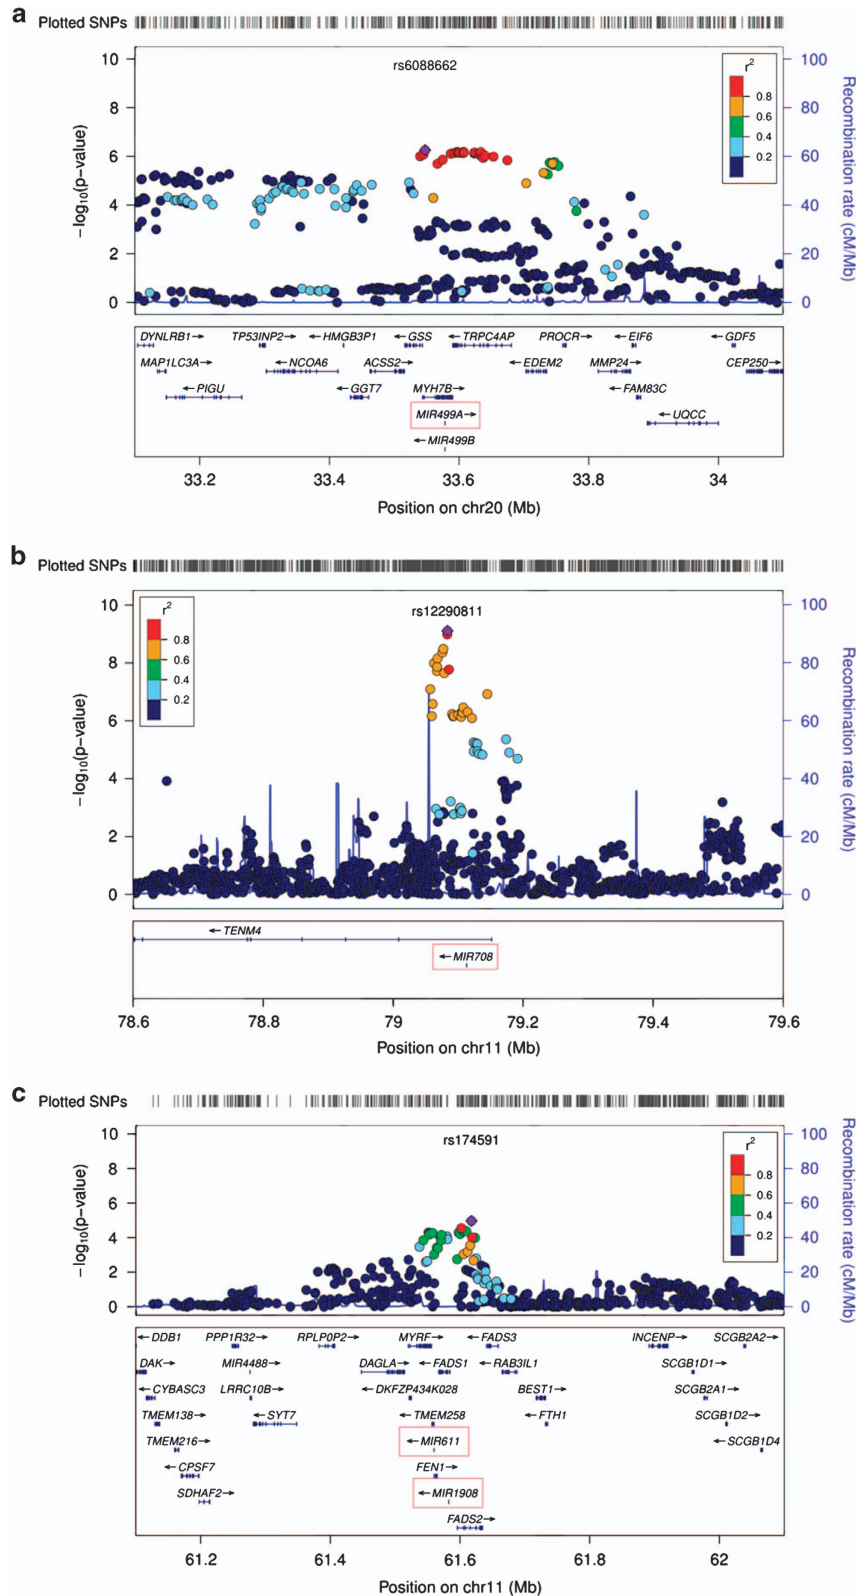 a
Plotted SNPs
rs6088662
r2
0.8
0.6
0.4
0.2
10
8
6
4
2
0
100
80
60
40
20
0
−log10(p−value)
Recombination rate (cM/Mb)
DYNLRB1→ TP53INP2→ ←HMGB3P1 ←GSS ←TRPC4AP PROCR→ ←EIF6 ←GDF5
MAP1LC3A→ ←NCOA6 ACSS2→ ←EDEM2 MMP24→ CEP250→
←PIGU ←GGT7 MYH7B→ ←FAM83C
MIR499A→ ←UQCC
←MIR499B
33.2 33.4 33.6 33.8 34
Position on chr20 (Mb)
b
Plotted SNPs
rs12290811
r2
0.8
0.6
0.4
0.2
10
8
6
4
2
0
100
80
60
40
20
0
−log10(p−value)
Recombination rate (cM/Mb)
←TENM4
←MIR708
78.6 78.8 79 79.2 79.4 79.6
Position on chr11 (Mb)
c
Plotted SNPs
rs174591
r2
0.8
0.6
0.4
0.2
10
8
6
4
2
0
100
80
60
40
20
0
−log10(p−value)
Recombination rate (cM/Mb)
←DDB1 PPP1R32→ RPLP0P2→ MYRF→ ←FADS3 INCENP→ SCGB2A2→
DAK→ MIR4488→ DAGLA→ ←FADS1 ←RAB3IL1 SCGB1D1→
←CYBASC3 LRRC10B→ ←DKFZP434K028 BEST1→ SCGB2A1→
TMEM138→ ←SYT7 ←TMEM258 ←FTH1 SCGB1D2→
TMEM216→ ←MIR611 ←SCGB1D4
←CPSF7 FEN1→
SDHAF2→ ←MIR1908
FADS2→
61.2 61.4 61.6 61.8 62
Position on chr11 (Mb)